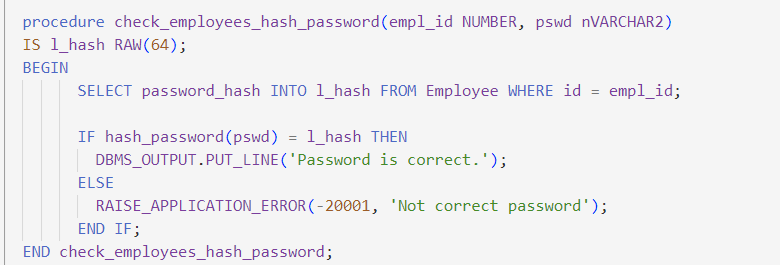 procedure check_employees_hash_password(empl_id NUMBER, pswd nVARCHAR2)
IS l_hash RAW(64);
BEGIN
SELECT password_hash INTO l_hash FROM Employee WHERE id = empl_id;
IF hash_password(pswd) = l_hash THEN
DBMS_OUTPUT.PUT_LINE('Password is correct.');
ELSE
RAISE_APPLICATION_ERROR(-20001, 'Not correct password');
END IF;
END check_employees_hash_password;